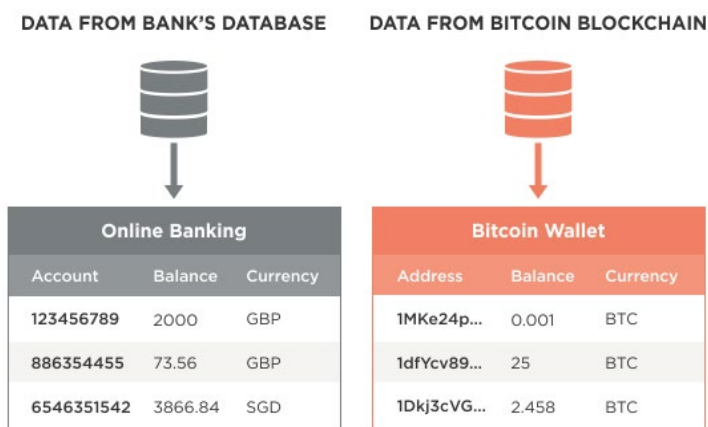 DATA FROM BANK'S DATABASE
DATA FROM BITCOIN BLOCKCHAIN
Online Banking
Account Balance Currency
123456789 2000 GBP
886354455 73.56 GBP
6546351542 3866.84 SGD
Bitcoin Wallet
Address Balance Currency
1MKe24p... 0.001 BTC
1dfYcv89... 25 BTC
1Dkj3cVG... 2.458 BTC